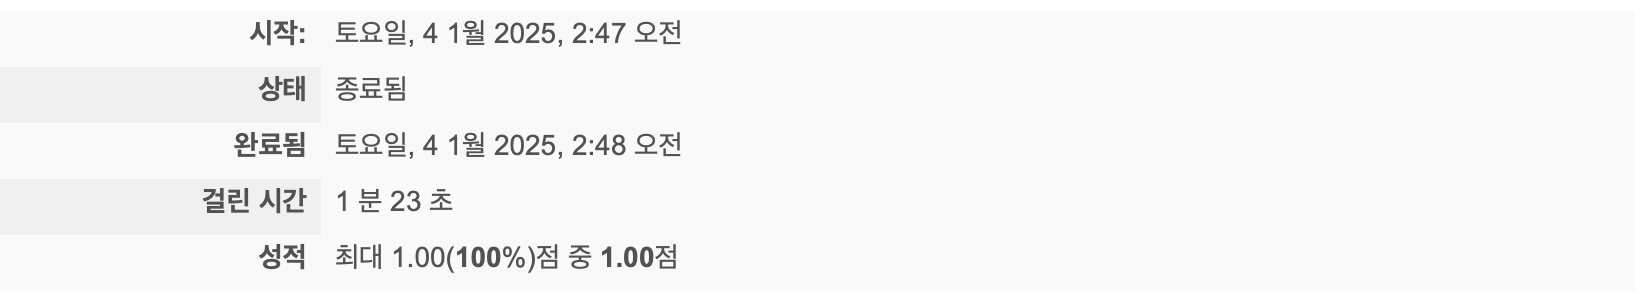 시작: 토요일, 4 1월 2025, 2:47 오전
상태 종료됨
완료됨 토요일, 4 1월 2025, 2:48 오전
걸린 시간 1 분 23 초
성적 최대 1.00(100%)점 중 1.00점